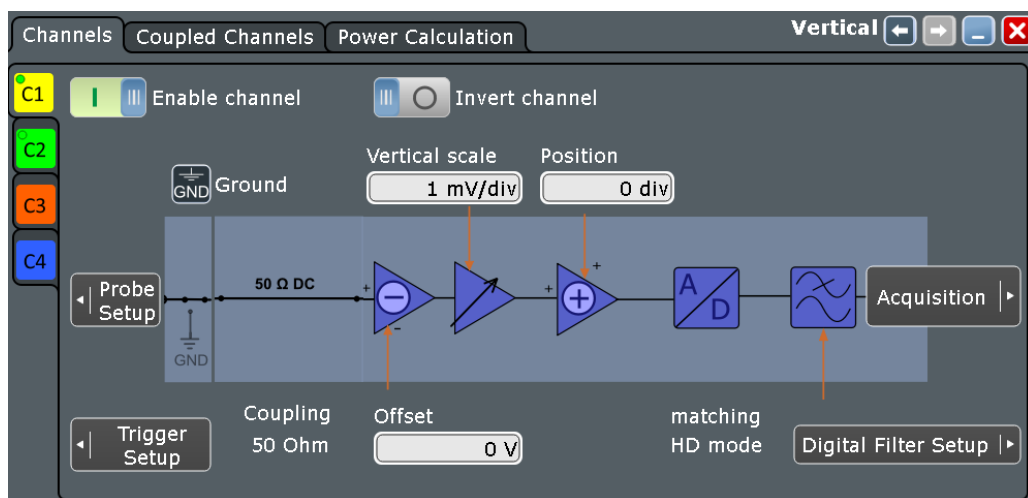 Channels Coupled Channels Power Calculation Vertical
C1 Enable channel Invert channel
C2
Vertical scale Position
GND Ground
1 mV/div 0 div
C3
C4
Probe
Setup
50 Ω DC
+
-
+
+
A
D
Acquisition
GND
Coupling Offset matching
50 Ohm 0 V HD mode
Trigger
Setup
Digital Filter Setup